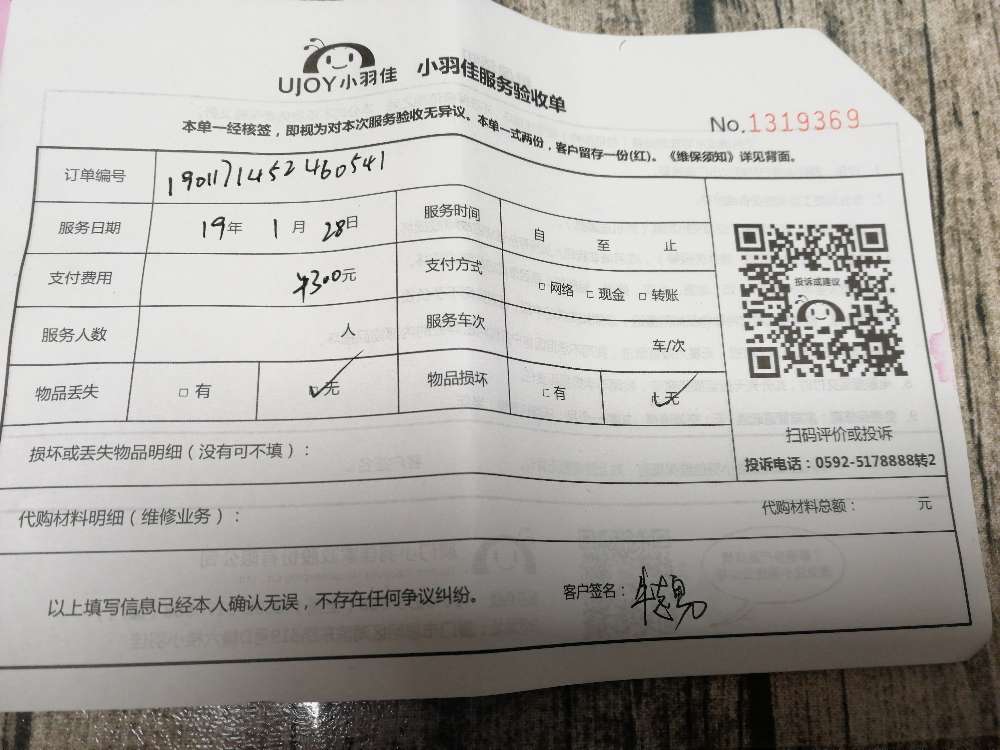 UJOY小羽佳 小羽佳服务验收单
No.1319369
本单一经核签，即视为对本次服务验收无异议。本单一式两份，客户留存一份(红)。《维保须知》详见背面。
订单编号 1901171452460541
服务日期 19年 1月 28日 服务时间 自 至 止
支付费用 ¥300元 支付方式 □网络 □现金 □转账
服务人数 人 服务车次 车/次
物品丢失 □有 ☑无 物品损坏 □有 ☑无
投诉或建议
扫码评价或投诉
投诉电话：0592-5178888转2
损坏或丢失物品明细（没有可不填）：
代购材料明细（维修业务）： 代购材料总额： 元
以上填写信息已经本人确认无误，不存在任何争议纠纷。 客户签名：